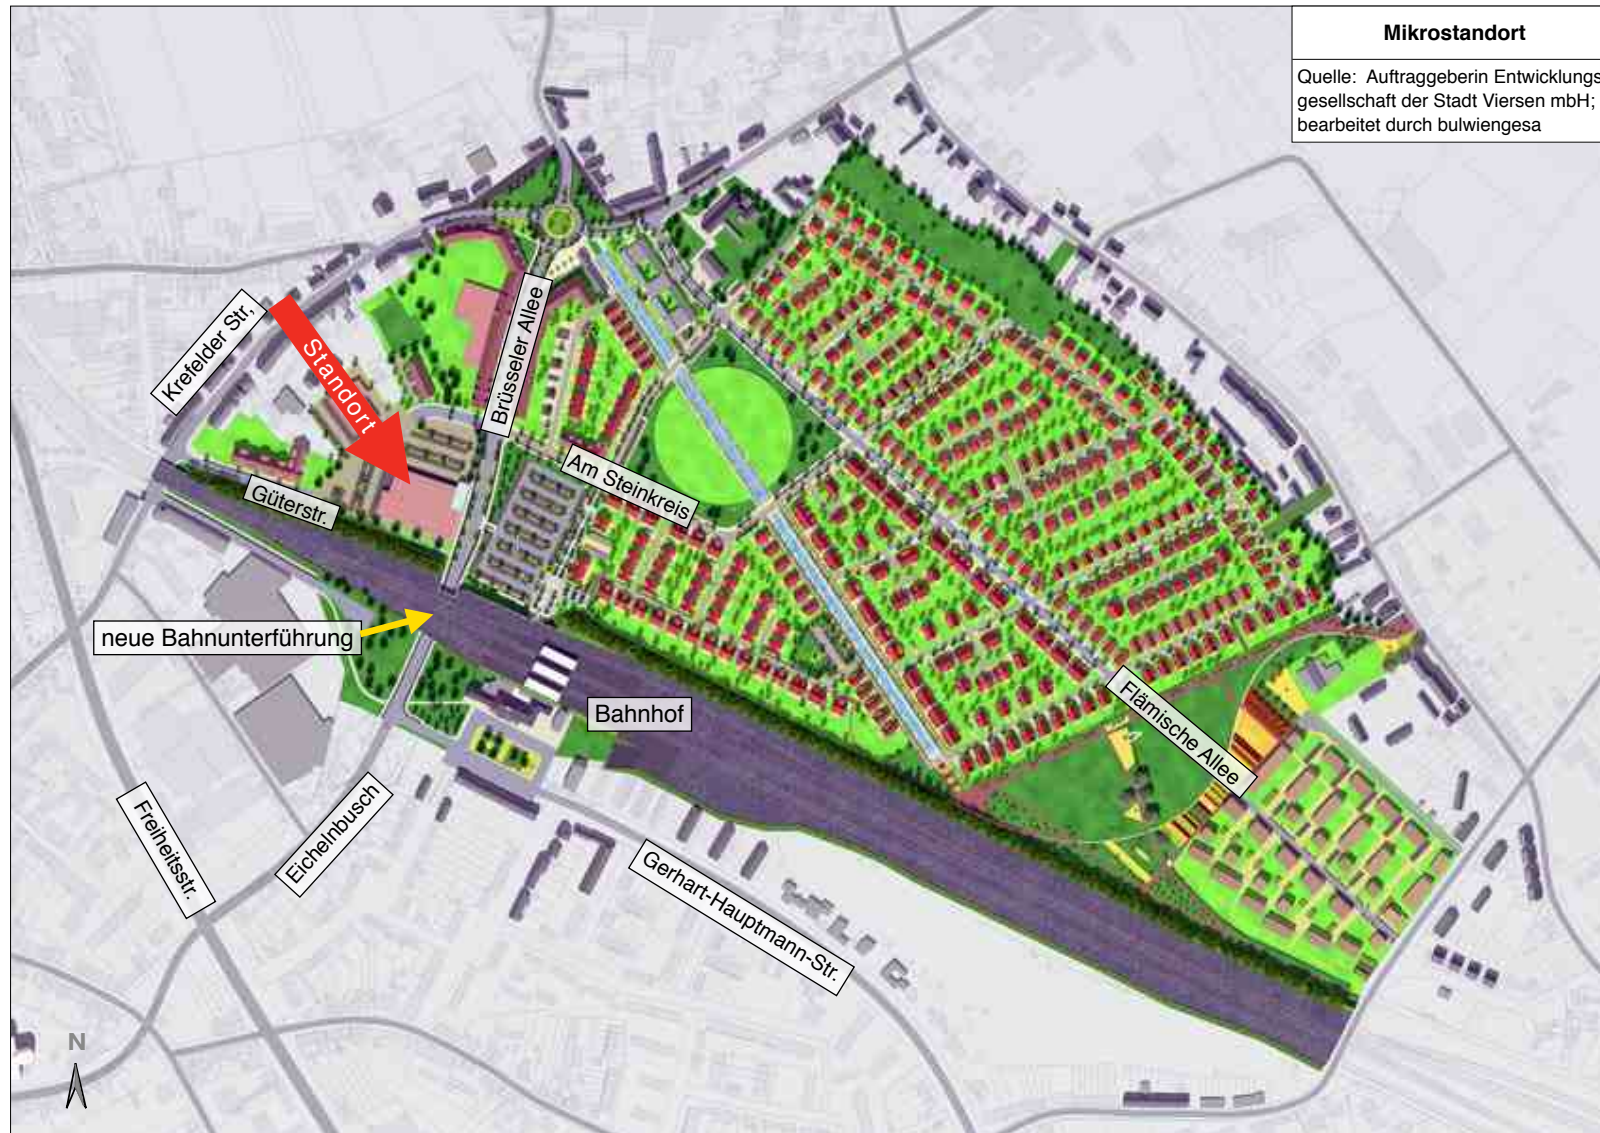 Mikrostandort
Quelle: Auftraggeberin Entwicklungs
gesellschaft der Stadt Viersen mbH;
bearbeitet durch bulwiengesa
Krefelder Str,
Standort
Brüsseler Allee
Am Steinkreis
Güterstr.
neue Bahnunterführung
Bahnhof
Flämische Allee
Freiheitsstr.
Eichelnbusch
Gerhart-Hauptmann-Str.
N